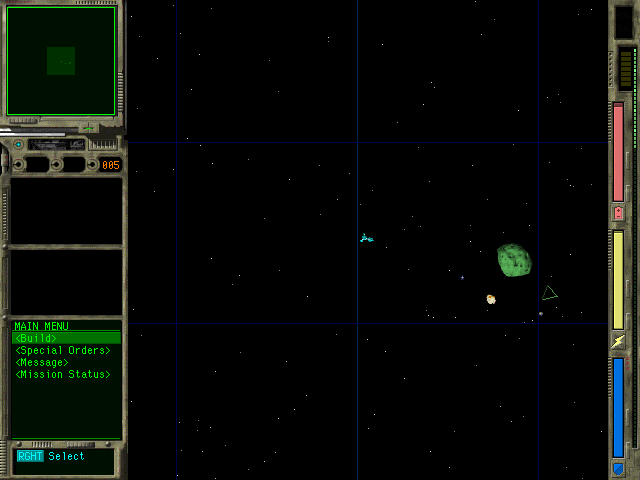 005
MAIN MENU
<Build>
<Special Orders>
<Message>
<Mission Status>
RGHT Select